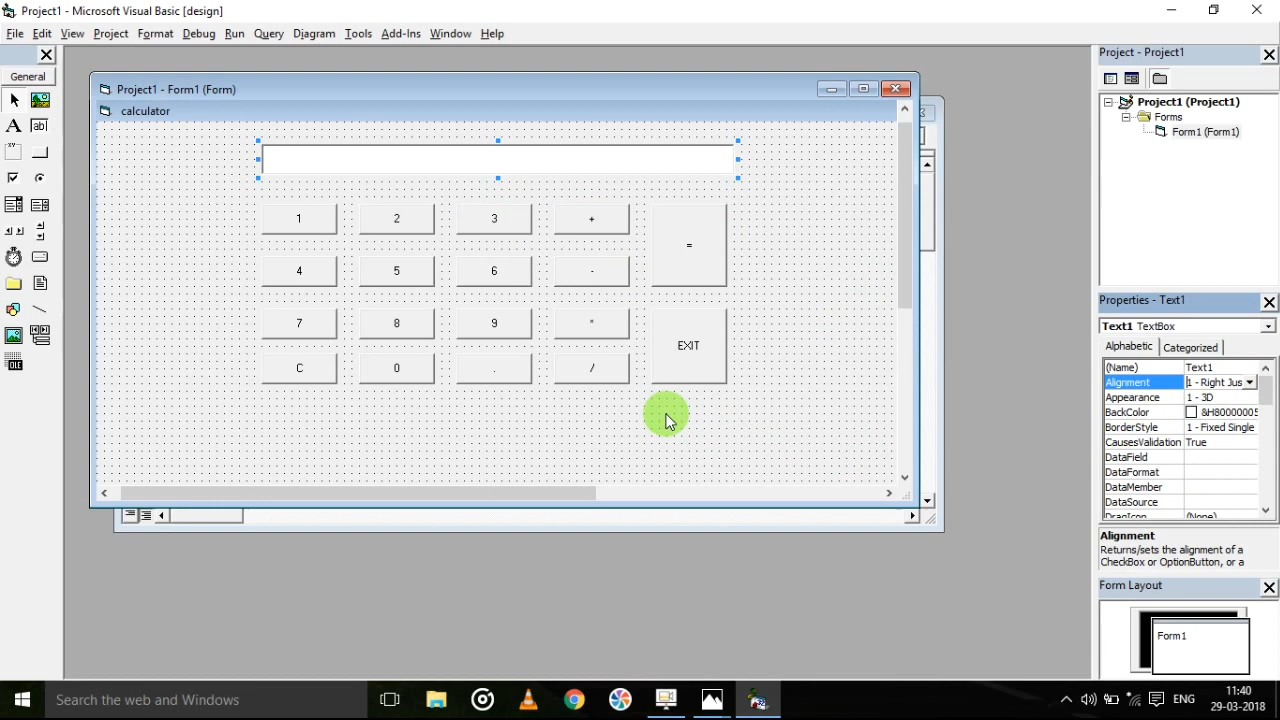 Project1 - Microsoft Visual Basic [design]
File Edit View Project Format Debug Run Query Diagram Tools Add-Ins Window Help
General
A
ab
OLE
Project1 - Form1 (Form)
calculator
1 2 3 + =
4 5 6 -
7 8 9 * EXIT
C 0 . /
Project - Project1
Project1 (Project1)
Forms
Form1 (Form1)
Properties - Text1
Text1 TextBox
Alphabetic Categorized
(Name) Text1
Alignment 1 - Right Jus
Appearance 1 - 3D
BackColor &H80000005
BorderStyle 1 - Fixed Single
CausesValidation True
DataField
DataFormat
DataMember
DataSource
DragIcon (None)
Alignment
Returns/sets the alignment of a
CheckBox or OptionButton, or a
Form Layout
Form1
Search the web and Windows
ENG
11:40
29-03-2018